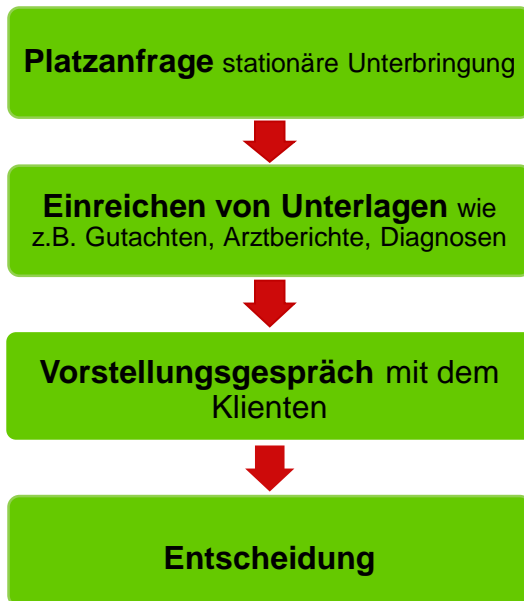 Platzanfrage stationäre Unterbringung
Einreichen von Unterlagen wie
z.B. Gutachten, Arztberichte, Diagnosen
Vorstellungsgespräch mit dem
Klienten
Entscheidung